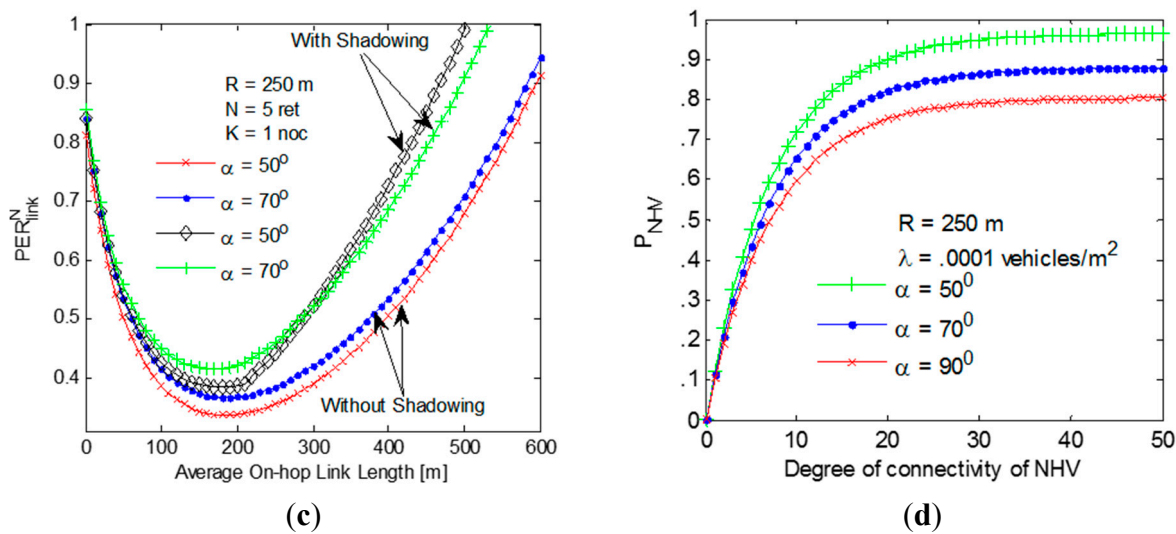 1
0.9
0.8
0.7
0.6
0.5
0.4
PER^N_link
With Shadowing
R = 250 m
N = 5 ret
K = 1 noc
α = 50⁰
α = 70⁰
α = 50⁰
α = 70⁰
Without Shadowing
0 100 200 300 400 500 600
Average On-hop Link Length [m]
(c)
1
.9
.8
.7
.6
.5
.4
.3
.2
.1
0
P_NHV
R = 250 m
λ = .0001 vehicles/m²
α = 50⁰
α = 70⁰
α = 90⁰
0 10 20 30 40 50
Degree of connectivity of NHV
(d)